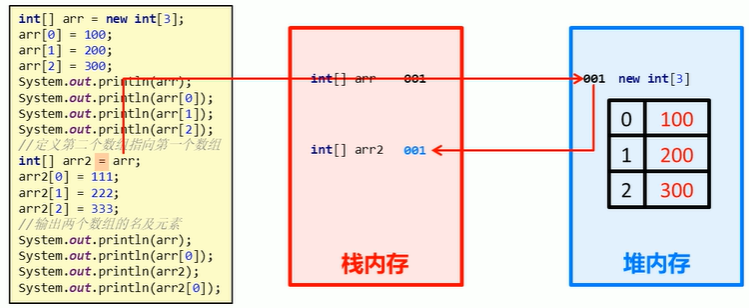 int[] arr = new int[3];
arr[0] = 100;
arr[1] = 200;
arr[2] = 300;
System.out.println(arr);
System.out.println(arr[0]);
System.out.println(arr[1]);
System.out.println(arr[2]);
//定义第二个数组指向第一个数组
int[] arr2 = arr;
arr2[0] = 111;
arr2[1] = 222;
arr2[2] = 333;
//输出两个数组的名及元素
System.out.println(arr);
System.out.println(arr[0]);
System.out.println(arr2);
System.out.println(arr2[0]);
int[] arr 001
int[] arr2 001
栈内存
001 new int[3]
0 100
1 200
2 300
堆内存